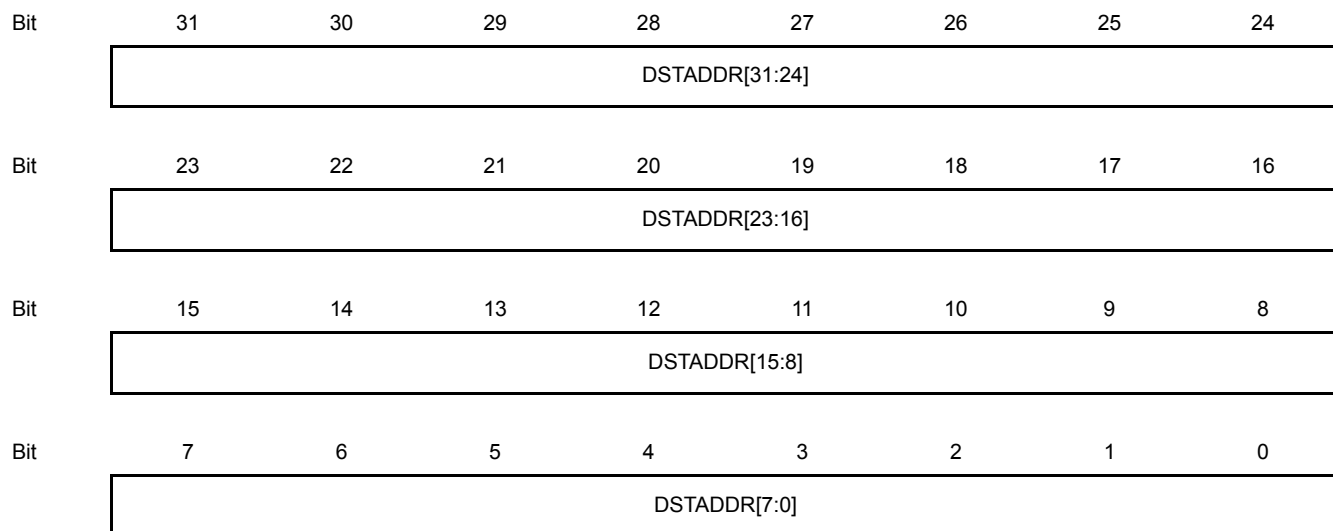 Bit 31 30 29 28 27 26 25 24
DSTADDR[31:24]
Bit 23 22 21 20 19 18 17 16
DSTADDR[23:16]
Bit 15 14 13 12 11 10 9 8
DSTADDR[15:8]
Bit 7 6 5 4 3 2 1 0
DSTADDR[7:0]